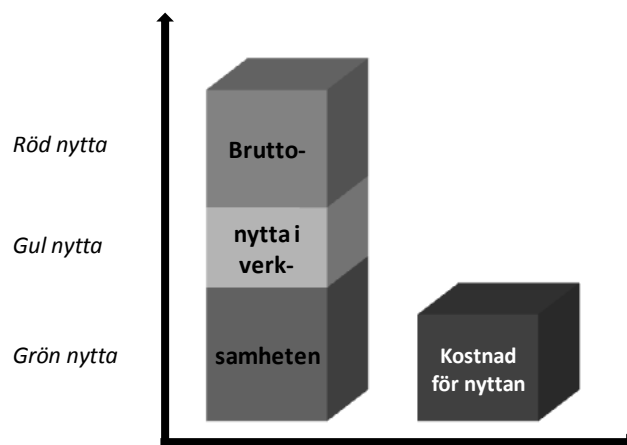 Röd nytta
Brutto-
Gul nytta
nytta i
verk-
Grön nytta
samheten
Kostnad
för nyttan